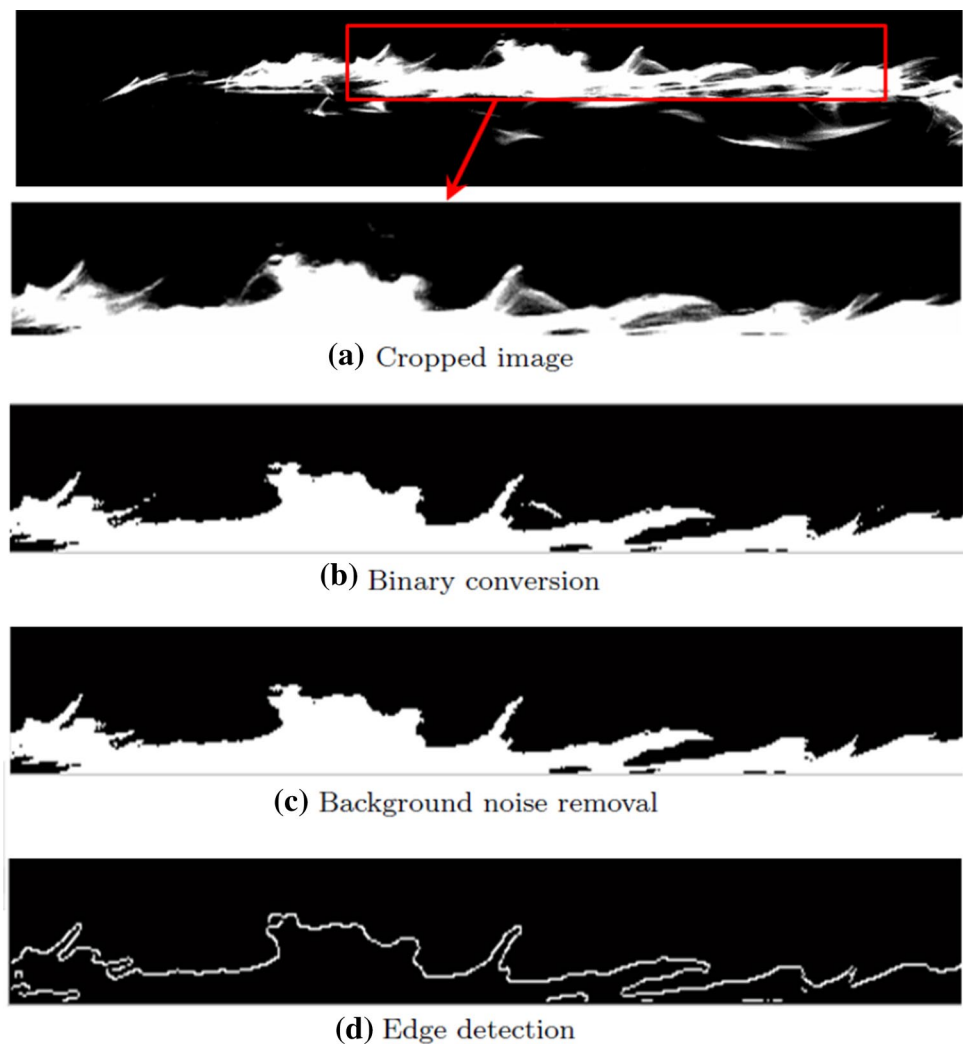 (a) Cropped image
(b) Binary conversion
(c) Background noise removal
(d) Edge detection